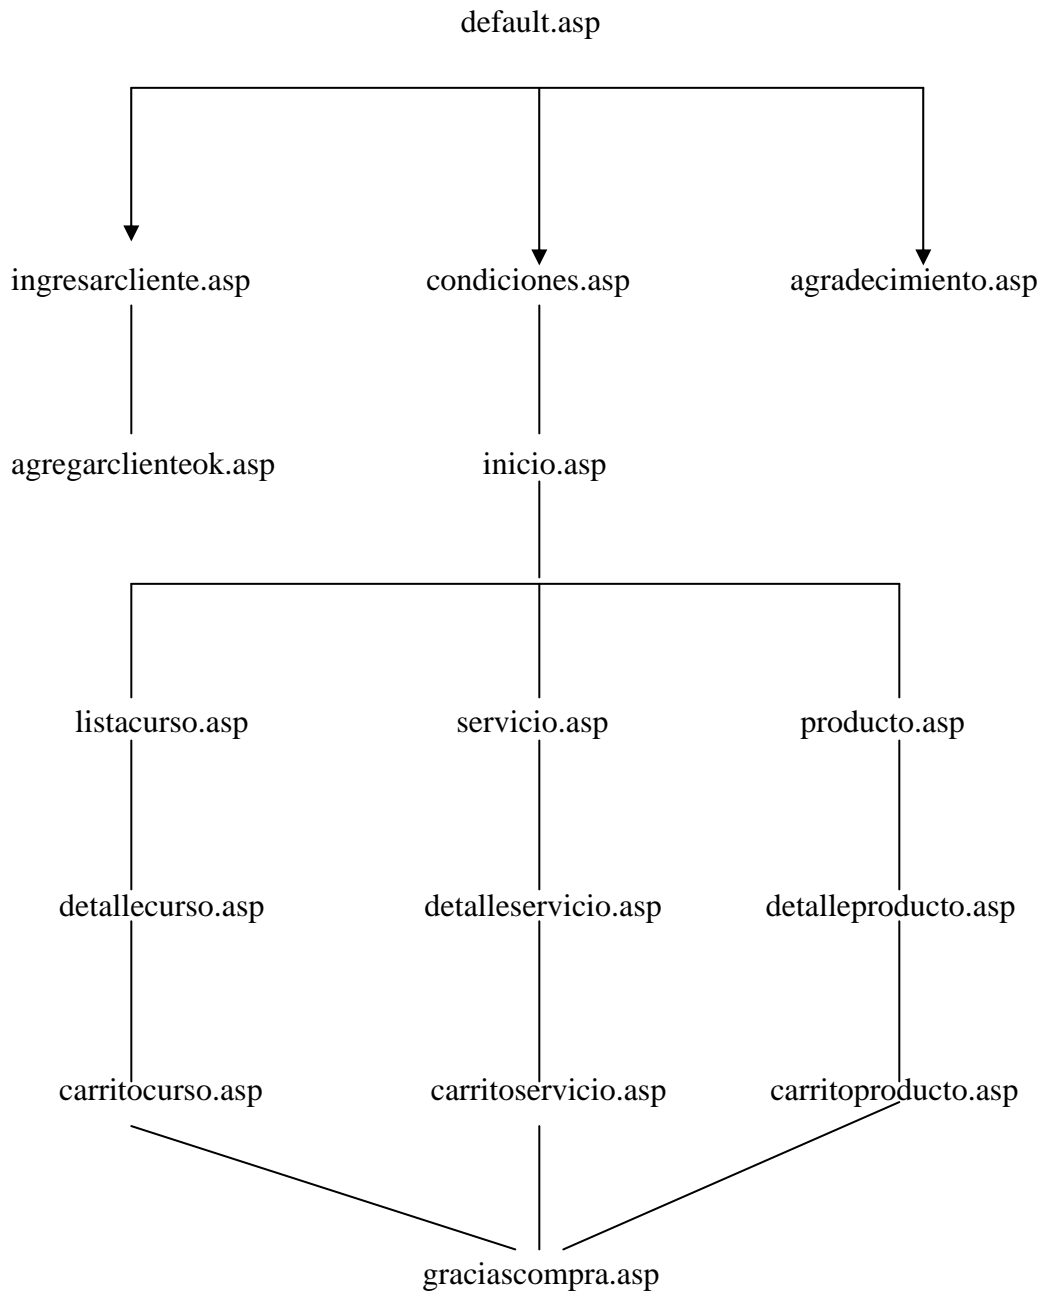 default.asp
ingresarcliente.asp condiciones.asp agradecimiento.asp
agregarclienteok.asp inicio.asp
listacurso.asp servicio.asp producto.asp
detallecurso.asp detalleservicio.asp detalleproducto.asp
carritocurso.asp carritoservicio.asp carritoproducto.asp
graciascompra.asp